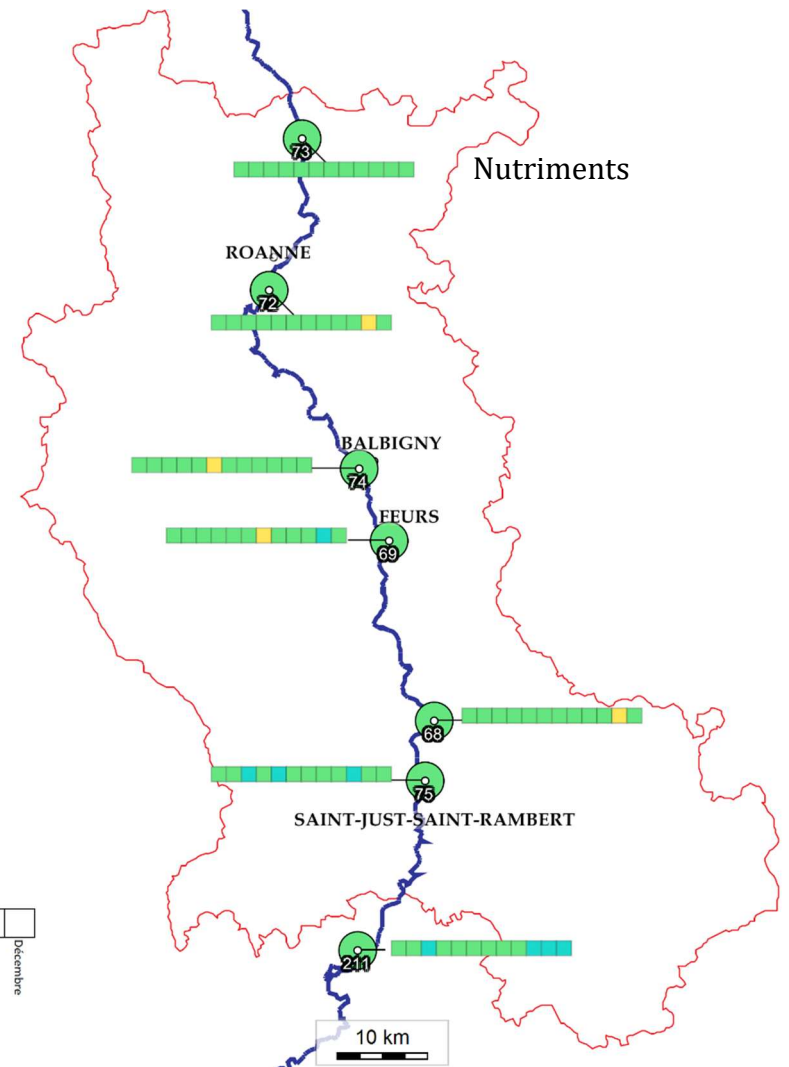 73
Nutriments
ROANNE
72
BALBIGNY
74
FEURS
69
68
75
SAINT-JUST-SAINT-RAMBERT
Décembre
211
10 km